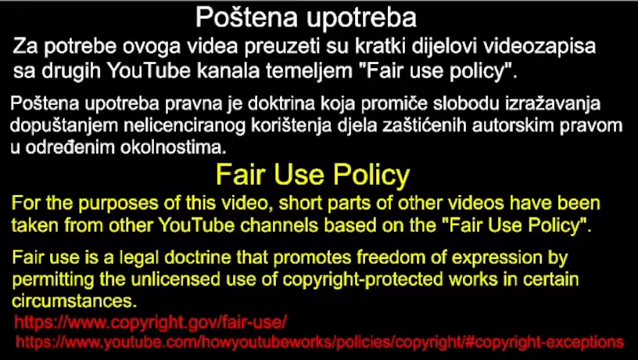 Poštena upotreba
Za potrebe ovoga videa preuzeti su kratki dijelovi videozapisa
sa drugih YouTube kanala temeljem "Fair use policy".
Poštena upotreba pravna je doktrina koja promiče slobodu izražavanja
dopuštanjem nelicenciranog korištenja djela zaštićenih autorskim pravom
u određenim okolnostima.
Fair Use Policy
For the purposes of this video, short parts of other videos have been
taken from other YouTube channels based on the "Fair Use Policy".
Fair use is a legal doctrine that promotes freedom of expression by
permitting the unlicensed use of copyright-protected works in certain
circumstances.
https://www.copyright.gov/fair-use/
https://www.youtube.com/howyoutubeworks/policies/copyright/#copyright-exceptions